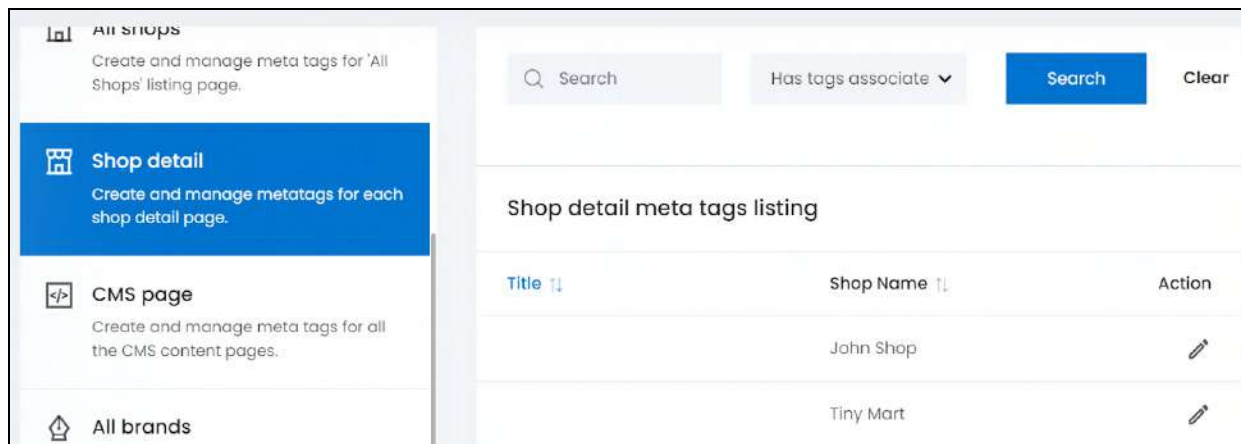 All shops
Create and manage meta tags for 'All
Shops' listing page.
Shop detail
Create and manage metatags for each
shop detail page.
CMS page
Create and manage meta tags for all
the CMS content pages.
All brands
Search
Has tags associate
Search
Clear
Shop detail meta tags listing
Title
Shop Name
Action
John Shop
Tiny Mart